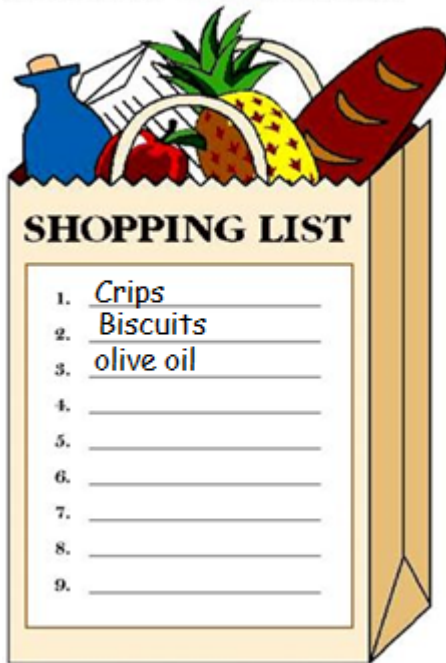 SHOPPING LIST
1. Crips
2. Biscuits
3. olive oil
4.
5.
6.
7.
8.
9.